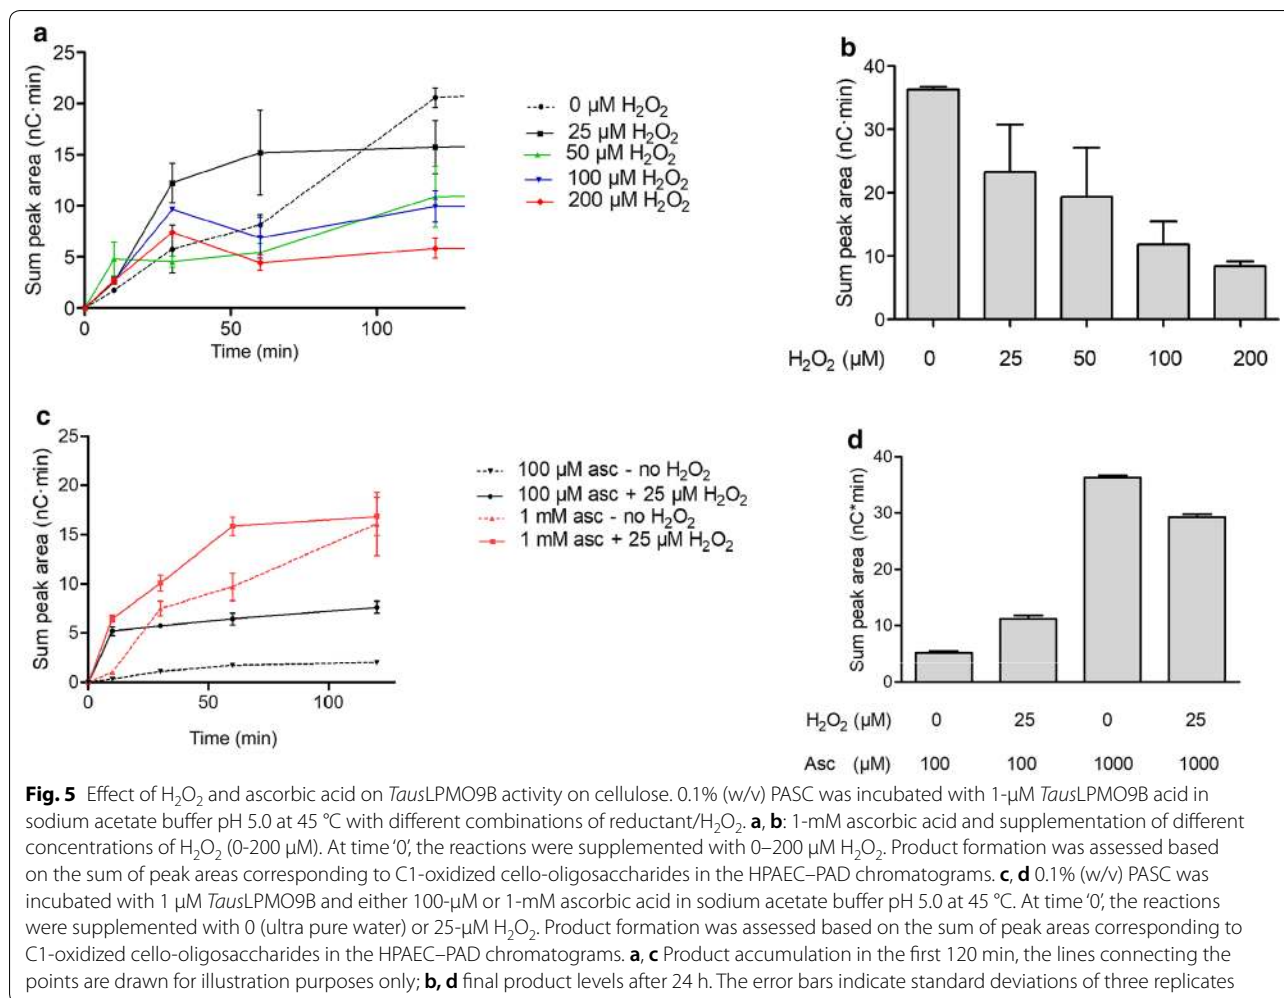 a
25
20
15
10
5
0
Sum peak area (nC·min)
0
50
100
Time (min)
0 µM H₂O₂
25 µM H₂O₂
50 µM H₂O₂
100 µM H₂O₂
200 µM H₂O₂
b
40
30
20
10
0
Sum peak area (nC·min)
H₂O₂ (µM) 0 25 50 100 200
c
25
20
15
10
5
0
Sum peak area (nC·min)
0
50
100
Time (min)
100 µM asc - no H₂O₂
100 µM asc + 25 µM H₂O₂
1 mM asc - no H₂O₂
1 mM asc + 25 µM H₂O₂
d
40
30
20
10
0
Sum peak area (nC*min)
H₂O₂ (µM) 0 25 0 25
Asc (µM) 100 100 1000 1000
Fig. 5 Effect of H₂O₂ and ascorbic acid on TausLPMO9B activity on cellulose. 0.1% (w/v) PASC was incubated with 1-µM TausLPMO9B acid in
sodium acetate buffer pH 5.0 at 45 °C with different combinations of reductant/H₂O₂. a, b: 1-mM ascorbic acid and supplementation of different
concentrations of H₂O₂ (0-200 µM). At time ‘0’, the reactions were supplemented with 0–200 µM H₂O₂. Product formation was assessed based
on the sum of peak areas corresponding to C1-oxidized cello-oligosaccharides in the HPAEC–PAD chromatograms. c, d 0.1% (w/v) PASC was
incubated with 1 µM TausLPMO9B and either 100-µM or 1-mM ascorbic acid in sodium acetate buffer pH 5.0 at 45 °C. At time ‘0’, the reactions
were supplemented with 0 (ultra pure water) or 25-µM H₂O₂. Product formation was assessed based on the sum of peak areas corresponding to
C1-oxidized cello-oligosaccharides in the HPAEC–PAD chromatograms. a, c Product accumulation in the first 120 min, the lines connecting the
points are drawn for illustration purposes only; b, d final product levels after 24 h. The error bars indicate standard deviations of three replicates